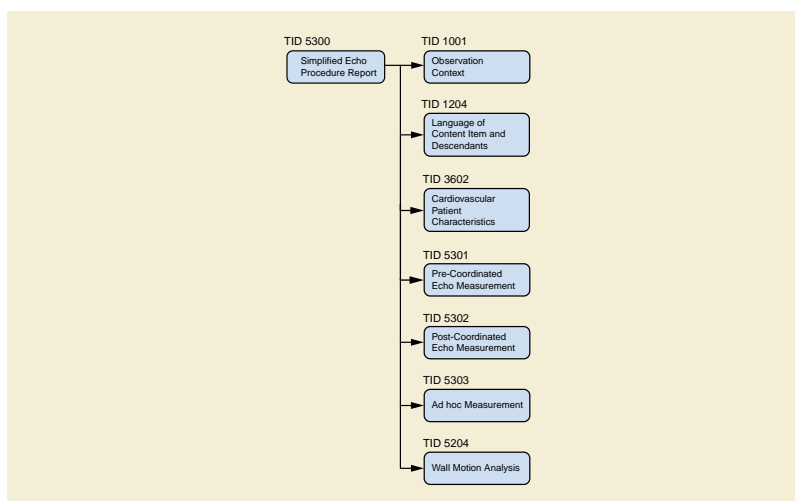 TID 5300
Simplified Echo
Procedure Report
TID 1001
Observation
Context
TID 1204
Language of
Content Item and
Descendants
TID 3602
Cardiovascular
Patient
Characteristics
TID 5301
Pre-Coordinated
Echo Measurement
TID 5302
Post-Coordinated
Echo Measurement
TID 5303
Ad hoc Measurement
TID 5204
Wall Motion Analysis